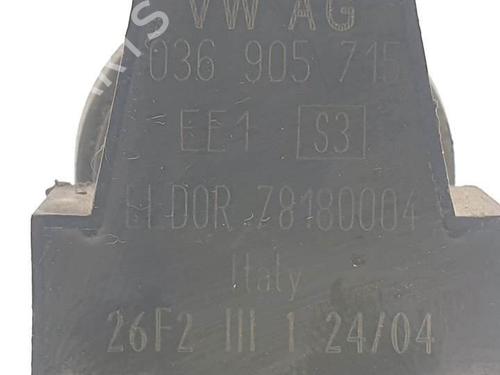 VW AG
036 905 715
EE1 S3
ELDOR 78180004
Italy
26F2 III 1 24/04